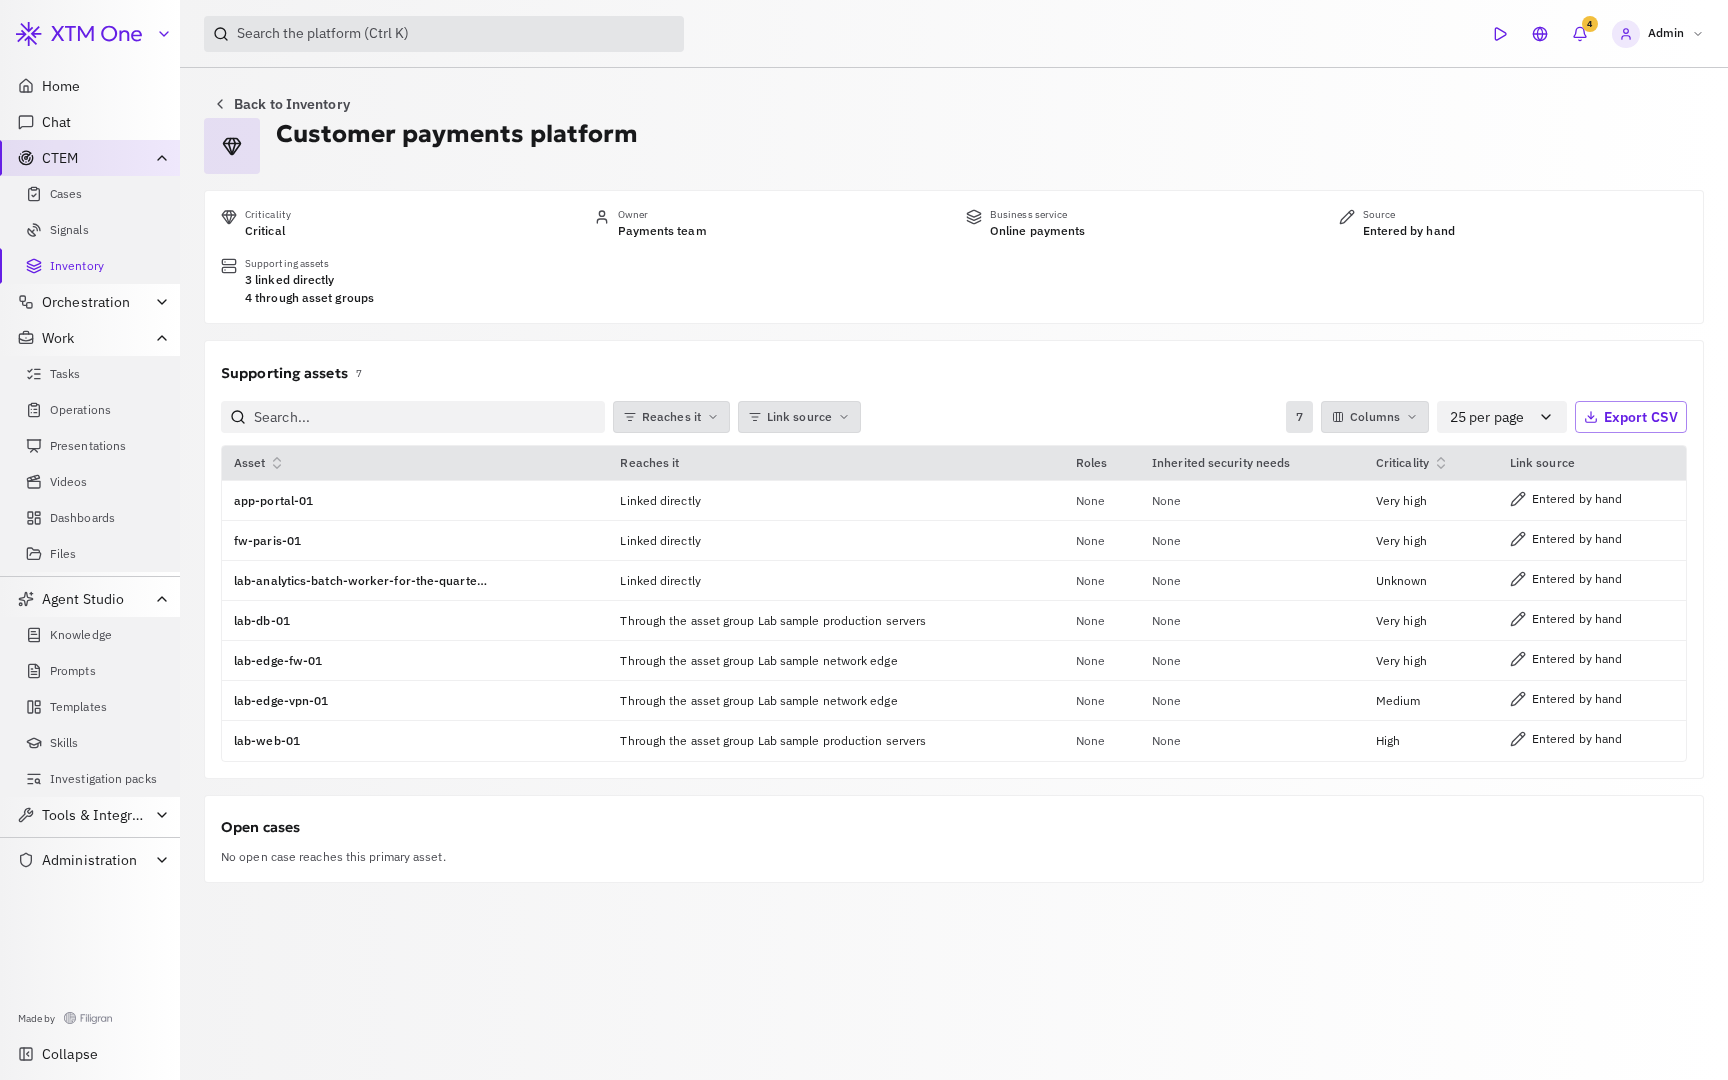 XTM One
Search the platform (Ctrl K)
4
Admin
Home
Chat
CTEM
Cases
Signals
Inventory
Orchestration
Work
Tasks
Operations
Presentations
Videos
Dashboards
Files
Agent Studio
Knowledge
Prompts
Templates
Skills
Investigation packs
Tools & Integr...
Administration
Made by Filigran
Collapse
Back to Inventory
Customer payments platform
Criticality
Critical
Owner
Payments team
Business service
Online payments
Source
Entered by hand
Supporting assets
3 linked directly
4 through asset groups
Supporting assets 7
Search...
Reaches it
Link source
7
Columns
25 per page
Export CSV
Asset Reaches it Roles Inherited security needs Criticality Link source
app-portal-01 Linked directly None None Very high Entered by hand
fw-paris-01 Linked directly None None Very high Entered by hand
lab-analytics-batch-worker-for-the-quarte... Linked directly None None Unknown Entered by hand
lab-db-01 Through the asset group Lab sample production servers None None Very high Entered by hand
lab-edge-fw-01 Through the asset group Lab sample network edge None None Very high Entered by hand
lab-edge-vpn-01 Through the asset group Lab sample network edge None None Medium Entered by hand
lab-web-01 Through the asset group Lab sample production servers None None High Entered by hand
Open cases
No open case reaches this primary asset.